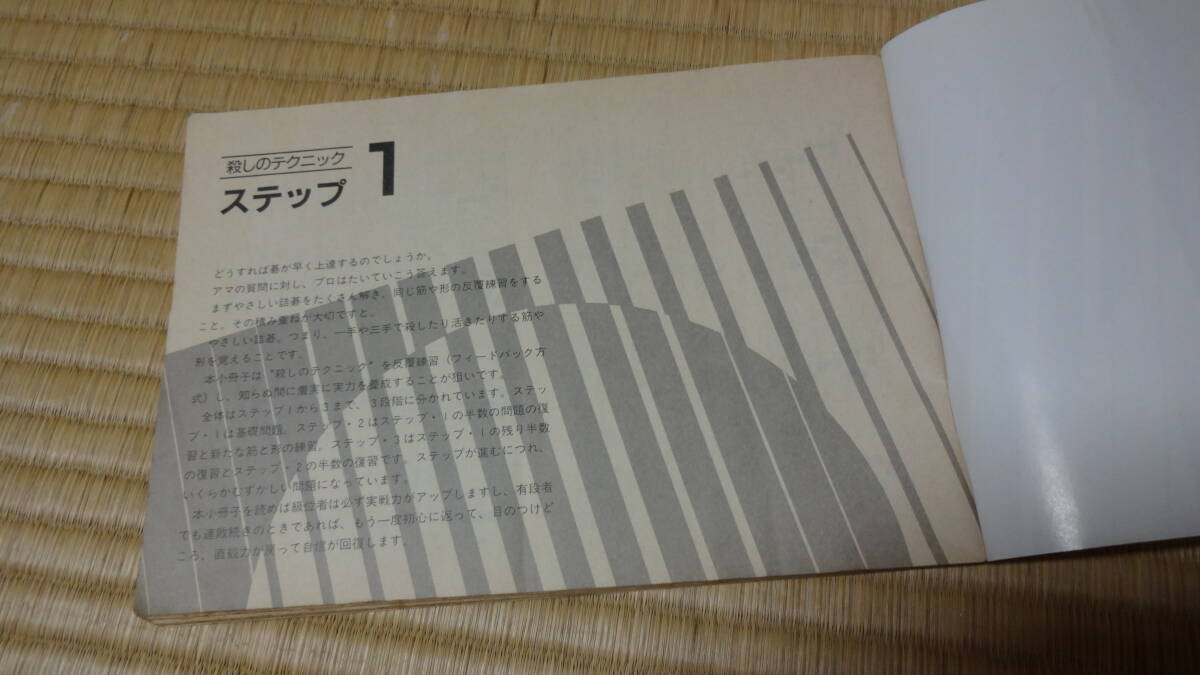 殺しのテクニック
ステップ 1
どうすれば碁が早く上達するのでしょうか。
アマの質問に対し、プロはたいていこう答えます。
まずやさしい詰碁をたくさん解き、同じ筋や形の反覆練習をする
こと。その積み重ねが大切ですと。
やさしい詰碁。つまり、一手や三手で殺したり活きたりする筋や
形を覚えることです。
本小冊子は"殺しのテクニック"を反覆練習（フィードバック方
式）し、知らぬ間に着実に実力を養成することが狙いです。
全体はステップ1から3まで、3段階に分かれています。ステッ
プ・1は基礎問題。ステップ・2はステップ・1の半数の問題の復
習と新たな筋と形の練習。ステップ・3はステップ・1の残り半数
の復習とステップ・2の半数の復習です。ステップが進むにつれ、
いくらかむずかしい問題になっています。
本小冊子を読めば級位者は必ず実戦力がアップしますし、有段者
でも連敗続きのときであれば、もう一度初心に返って、目のつけど
ころ、直観力が戻って自信が回復します。